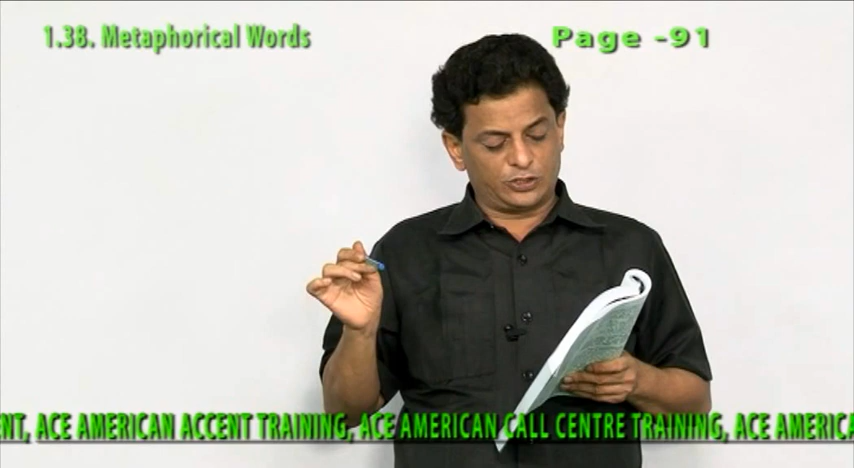 1.38. Metaphorical Words
Page -91
NT, ACE AMERICAN ACCENT TRAINING, ACE AMERICAN CALL CENTRE TRAINING, ACE AMERICA